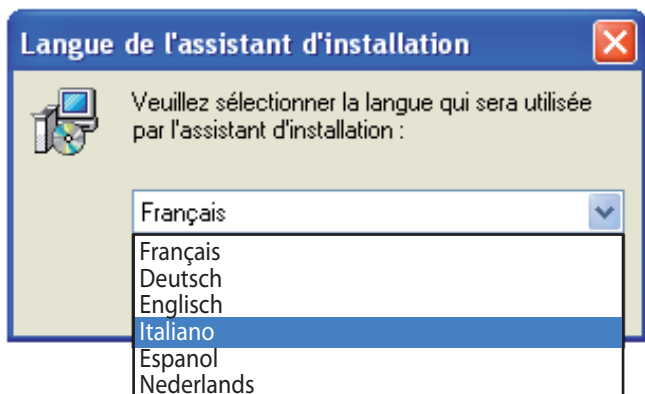 Langue de l'assistant d'installation
Veuillez sélectionner la langue qui sera utilisée
par l'assistant d'installation :
Français
Français
Deutsch
Englisch
Italiano
Espanol
Nederlands